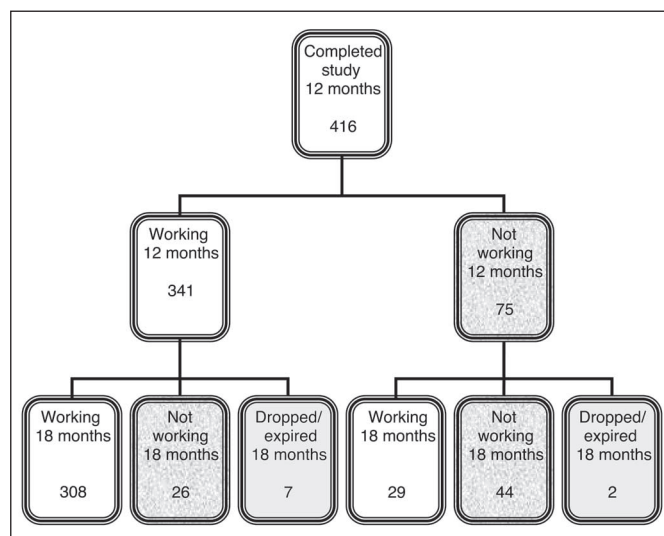 Completed
study
12 months
416
Working
12 months
341
Not
working
12 months
75
Working
18 months
308
Not
working
18 months
26
Dropped/
expired
18 months
7
Working
18 months
29
Not
working
18 months
44
Dropped/
expired
18 months
2